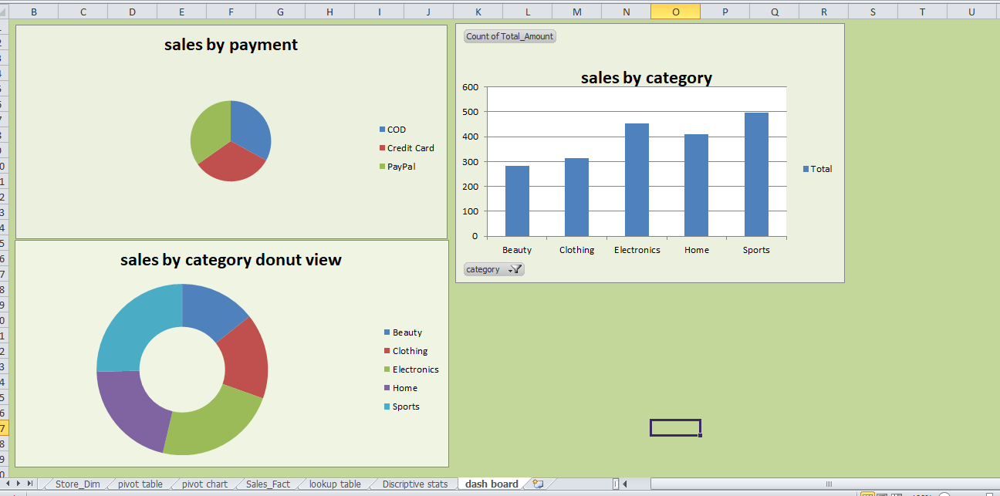 B C D E F G H I J K L M N O P Q R S T U
sales by payment
COD
Credit Card
PayPal
Count of Total_Amount
sales by category
600
500
400
300
200
100
0
Beauty Clothing Electronics Home Sports
Total
category
sales by category donut view
Beauty
Clothing
Electronics
Home
Sports
Store_Dim pivot table pivot chart Sales_Fact lookup table Discriptive stats dash board